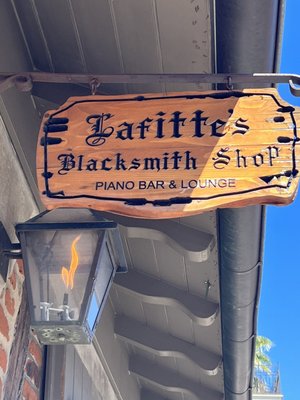 Lafitte's
Blacksmith Shop
PIANO BAR & LOUNGE